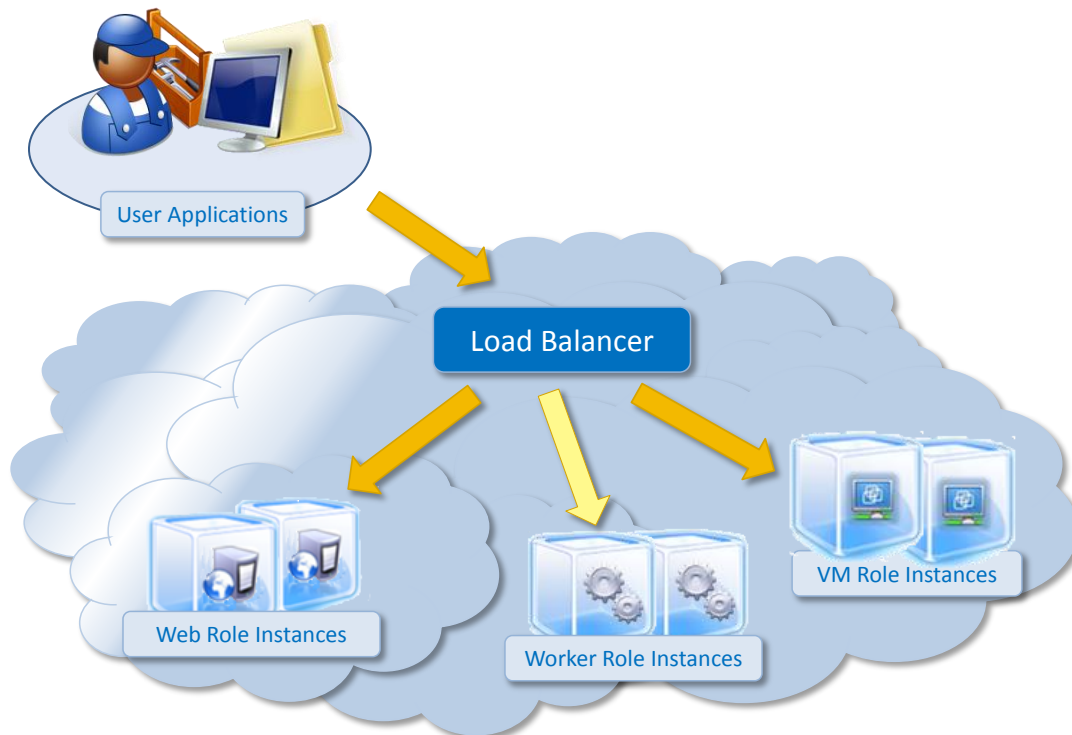 User Applications
Load Balancer
VM Role Instances
Web Role Instances
Worker Role Instances